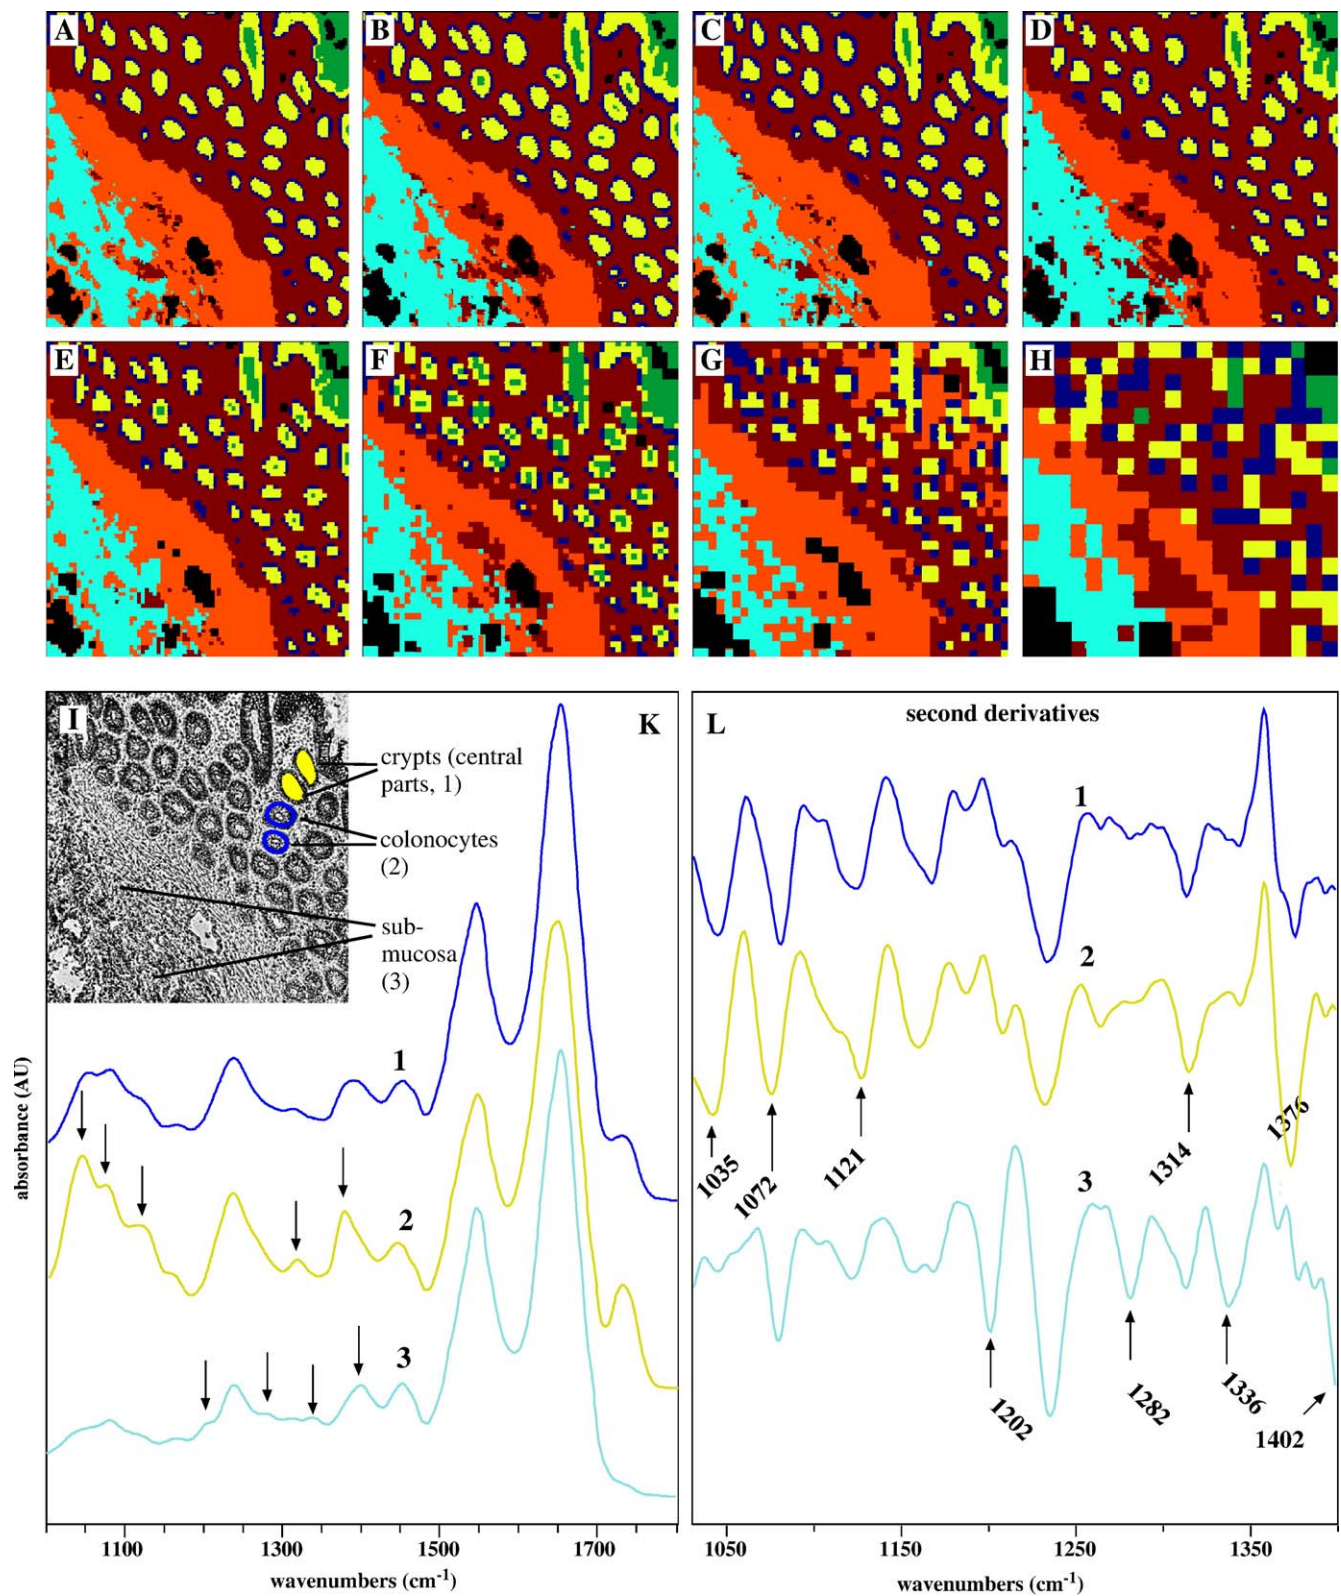 A
B
C
D
E
F
G
H
I
K
L
second derivatives
crypts (central
parts, 1)
colonocytes
(2)
sub-
mucosa
(3)
1
2
3
1
2
3
1035
1072
1121
1314
1376
1202
1282
1336
1402
absorbance (AU)
1100
1300
1500
1700
wavenumbers (cm-1)
1050
1150
1250
1350
wavenumbers (cm-1)